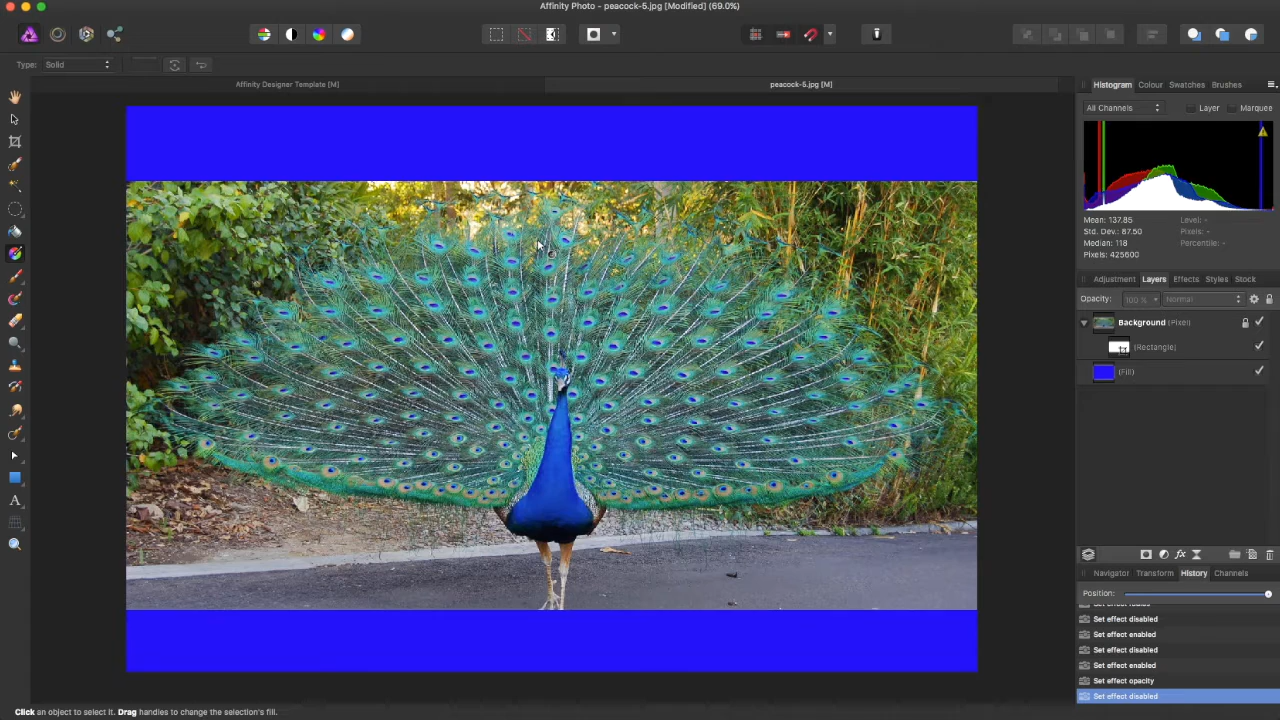 Affinity Photo - peacock-5.jpg [Modified] (69.0%)
Type: Solid
Affinity Designer Template [M]
peacock-5.jpg [M]
Histogram Colour Swatches Brushes
All Channels Layer Marquee
Mean: 137.85 Level: -
Std. Dev.: 87.50 Pixels: -
Median: 118 Percentile: -
Pixels: 425600
Adjustment Layers Effects Styles Stock
Opacity: 100 % Normal
Background (Pixel)
(Rectangle)
(Fill)
Navigator Transform History Channels
Position:
Set effect disabled
Set effect enabled
Set effect disabled
Set effect enabled
Set effect opacity
Set effect disabled
Click an object to select it. Drag handles to change the selection's fill.